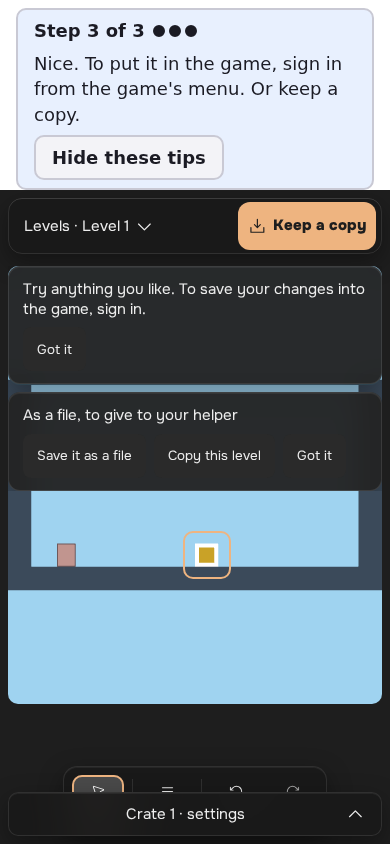 Step 3 of 3 ●●●
Nice. To put it in the game, sign in
from the game's menu. Or keep a
copy.
Hide these tips
Levels · Level 1
Keep a copy
Try anything you like. To save your changes into
the game, sign in.
Got it
As a file, to give to your helper
Save it as a file
Copy this level
Got it
Crate 1 · settings